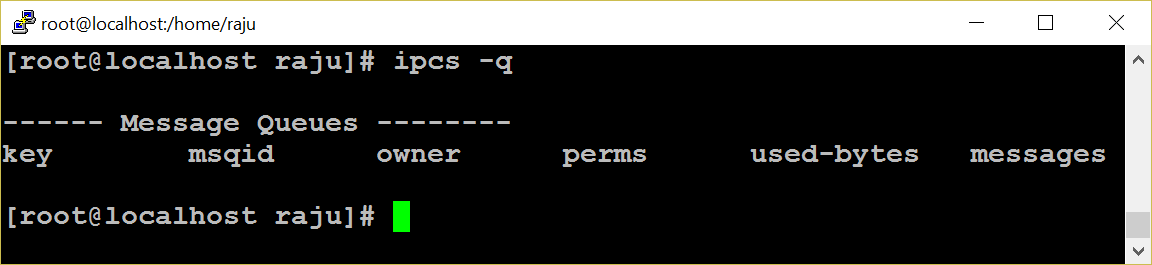 root@localhost:/home/raju
[root@localhost raju]# ipcs -q
------ Message Queues --------
key        msqid      owner      perms      used-bytes   messages
[root@localhost raju]#